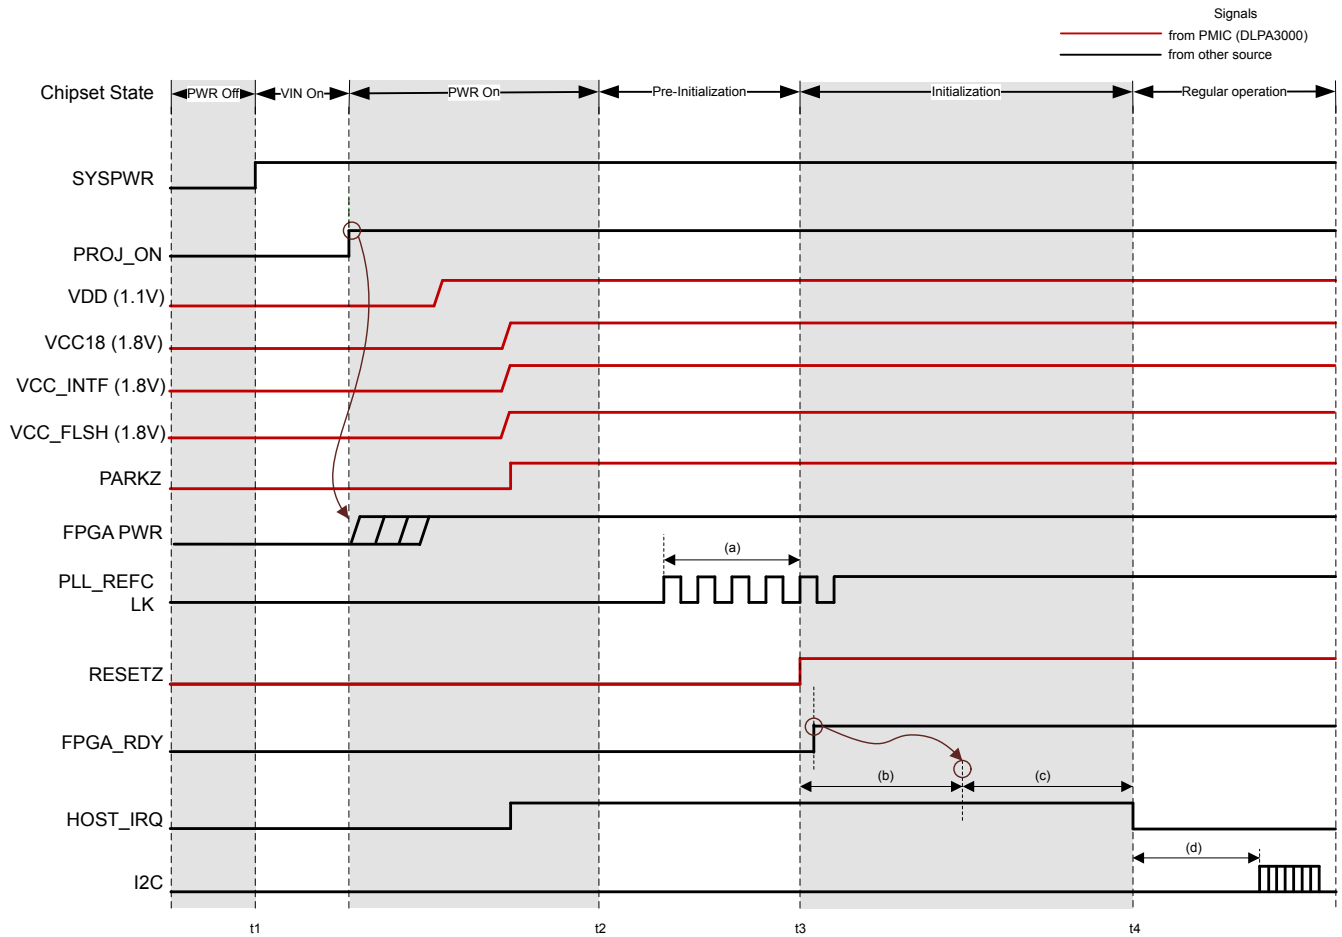 Signals
from PMIC (DLPA3000)
from other source
Chipset State
PWR Off
VIN On
PWR On
Pre-Initialization
Initialization
Regular operation
SYSPWR
PROJ_ON
VDD (1.1V)
VCC18 (1.8V)
VCC_INTF (1.8V)
VCC_FLSH (1.8V)
PARKZ
FPGA PWR
(a)
PLL_REFC
LK
RESETZ
FPGA_RDY
(b)
(c)
HOST_IRQ
(d)
I2C
t1
t2
t3
t4